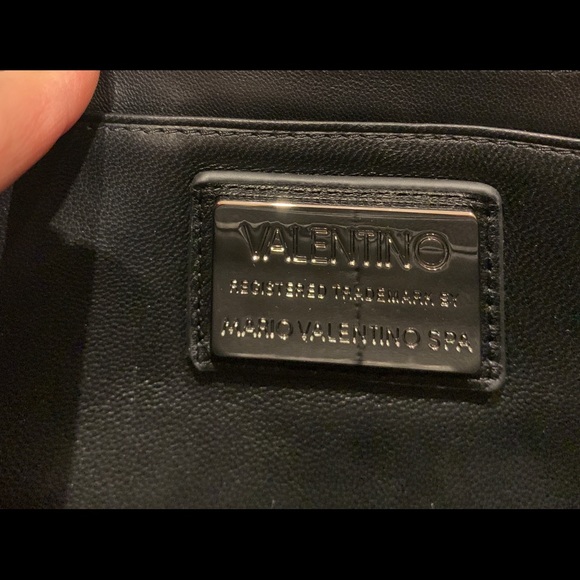 VALENTINO
REGISTERED TRADEMARK BY
MARIO VALENTINO SPA